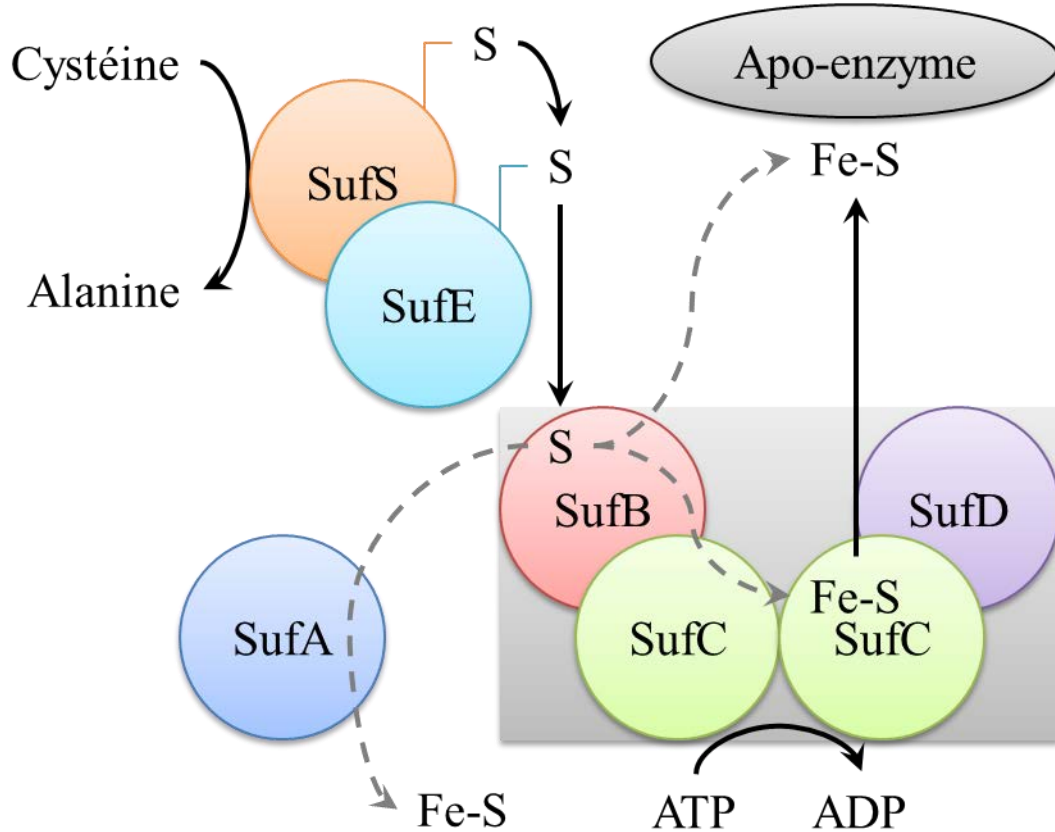 Cystéine
S
Apo-enzyme
S
Fe-S
SufS
Alanine
SufE
S
SufB
SufD
Fe-S
SufA
SufC
SufC
Fe-S
ATP
ADP